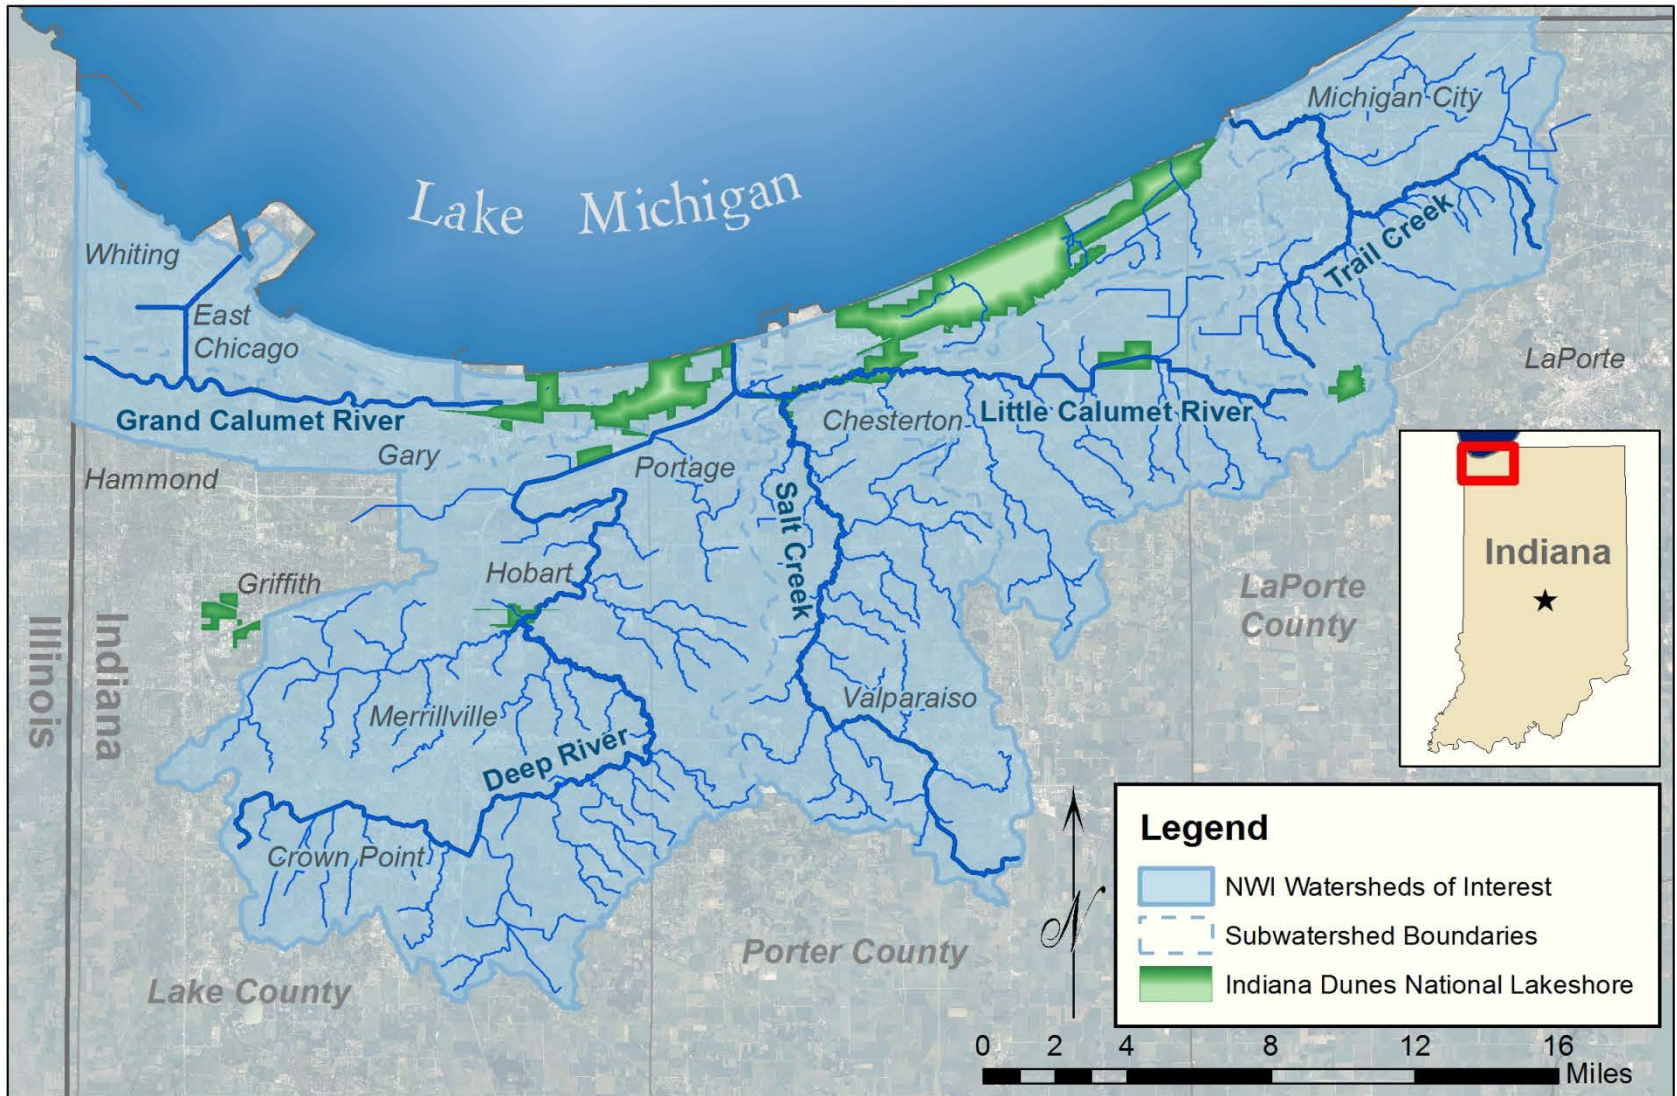 Michigan City
Lake Michigan
Whiting
Trail Creek
East
Chicago
LaPorte
Grand Calumet River
Chesterton
Little Calumet River
Gary
Portage
Hammond
Salt Creek
Indiana
Hobart
Griffith
LaPorte
County
Illinois
Indiana
Valparaiso
Merrillville
Deep River
Crown Point
Porter County
Lake County
N
Legend
NWI Watersheds of Interest
Subwatershed Boundaries
Indiana Dunes National Lakeshore
0 2 4 8 12 16
Miles